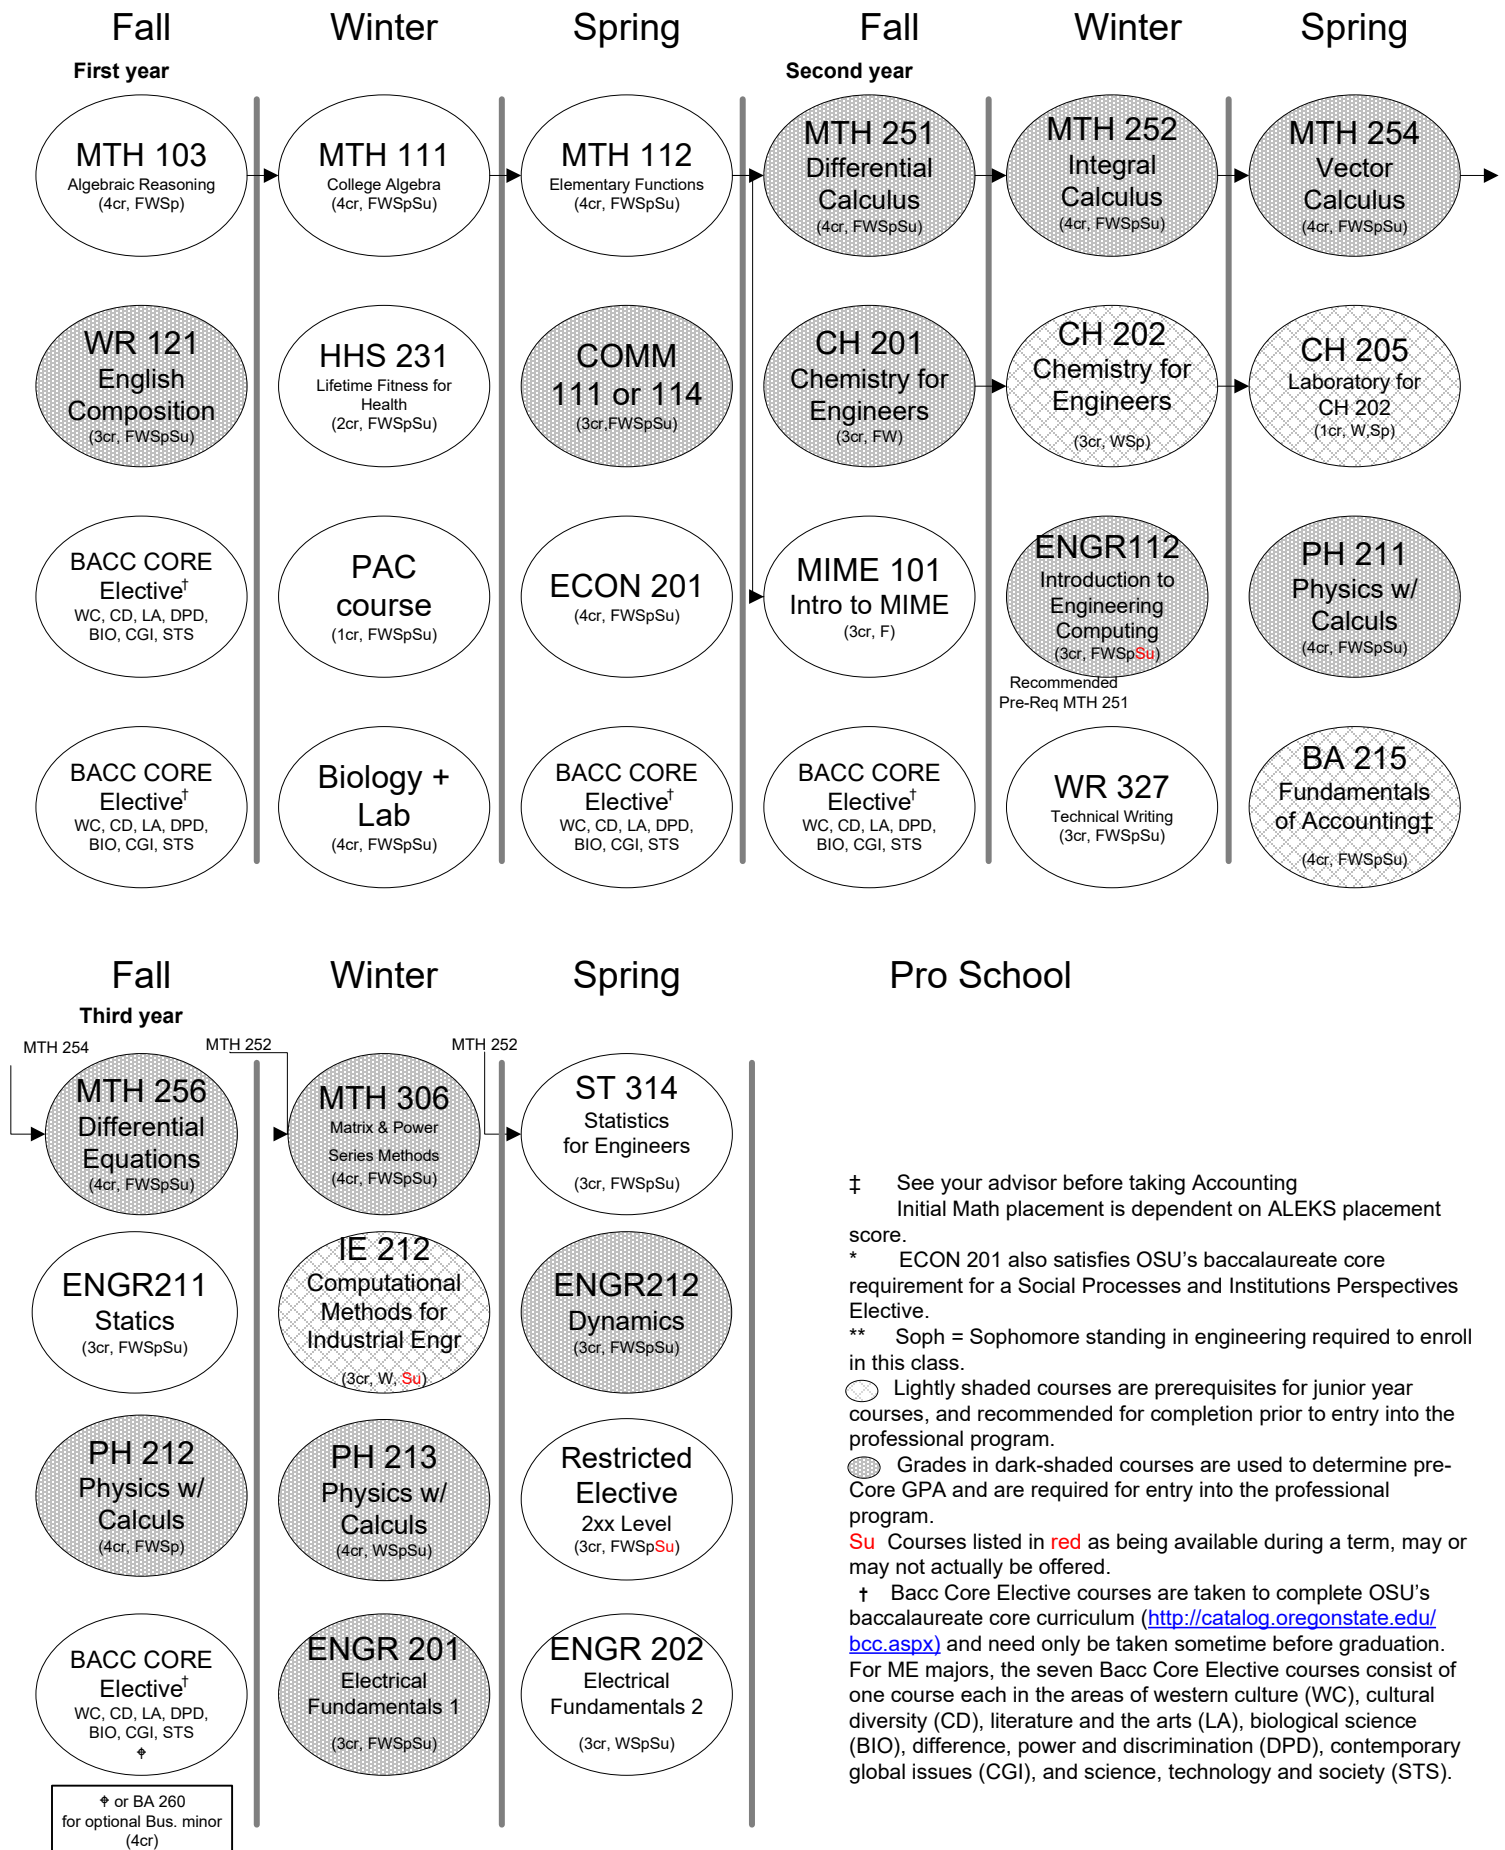 Fall Winter Spring Fall Winter Spring
First year Second year
MTH 103
Algebraic Reasoning
(4cr, FWSp)
MTH 111
College Algebra
(4cr, FWSpSu)
MTH 112
Elementary Functions
(4cr, FWSpSu)
MTH 251
Differential
Calculus
(4cr, FWSpSu)
MTH 252
Integral
Calculus
(4cr, FWSpSu)
MTH 254
Vector
Calculus
(4cr, FWSpSu)
WR 121
English
Composition
(3cr, FWSpSu)
HHS 231
Lifetime Fitness for
Health
(2cr, FWSpSu)
COMM
111 or 114
(3cr,FWSpSu)
CH 201
Chemistry for
Engineers
(3cr, FW)
CH 202
Chemistry for
Engineers
(3cr, WSp)
CH 205
Laboratory for
CH 202
(1cr, W,Sp)
BACC CORE
Elective†
WC, CD, LA, DPD,
BIO, CGI, STS
PAC
course
(1cr, FWSpSu)
ECON 201
(4cr, FWSpSu)
MIME 101
Intro to MIME
(3cr, F)
ENGR112
Introduction to
Engineering
Computing
(3cr, FWSpSu)
Recommended
Pre-Req MTH 251
PH 211
Physics w/
Calculs
(4cr, FWSpSu)
BACC CORE
Elective†
WC, CD, LA, DPD,
BIO, CGI, STS
Biology +
Lab
(4cr, FWSpSu)
BACC CORE
Elective†
WC, CD, LA, DPD,
BIO, CGI, STS
BACC CORE
Elective†
WC, CD, LA, DPD,
BIO, CGI, STS
WR 327
Technical Writing
(3cr, FWSpSu)
BA 215
Fundamentals
of Accounting‡
(4cr, FWSpSu)
Fall Winter Spring Pro School
Third year
MTH 254
MTH 256
Differential
Equations
(4cr, FWSpSu)
MTH 252
MTH 306
Matrix & Power
Series Methods
(4cr, FWSpSu)
MTH 252
ST 314
Statistics
for Engineers
(3cr, FWSpSu)
ENGR211
Statics
(3cr, FWSpSu)
IE 212
Computational
Methods for
Industrial Engr
(3cr, W, Su)
ENGR212
Dynamics
(3cr, FWSpSu)
PH 212
Physics w/
Calculs
(4cr, FWSp)
PH 213
Physics w/
Calculs
(4cr, WSpSu)
Restricted
Elective
2xx Level
(3cr, FWSpSu)
BACC CORE
Elective†
WC, CD, LA, DPD,
BIO, CGI, STS
⌖
ENGR 201
Electrical
Fundamentals 1
(3cr, FWSpSu)
ENGR 202
Electrical
Fundamentals 2
(3cr, WSpSu)
⌖ or BA 260
for optional Bus. minor
(4cr)
‡ See your advisor before taking Accounting
Initial Math placement is dependent on ALEKS placement
score.
* ECON 201 also satisfies OSU's baccalaureate core
requirement for a Social Processes and Institutions Perspectives
Elective.
** Soph = Sophomore standing in engineering required to enroll
in this class.
Lightly shaded courses are prerequisites for junior year
courses, and recommended for completion prior to entry into the
professional program.
Grades in dark-shaded courses are used to determine pre-
Core GPA and are required for entry into the professional
program.
Su Courses listed in red as being available during a term, may or
may not actually be offered.
† Bacc Core Elective courses are taken to complete OSU's
baccalaureate core curriculum (http://catalog.oregonstate.edu/
bcc.aspx) and need only be taken sometime before graduation.
For ME majors, the seven Bacc Core Elective courses consist of
one course each in the areas of western culture (WC), cultural
diversity (CD), literature and the arts (LA), biological science
(BIO), difference, power and discrimination (DPD), contemporary
global issues (CGI), and science, technology and society (STS).